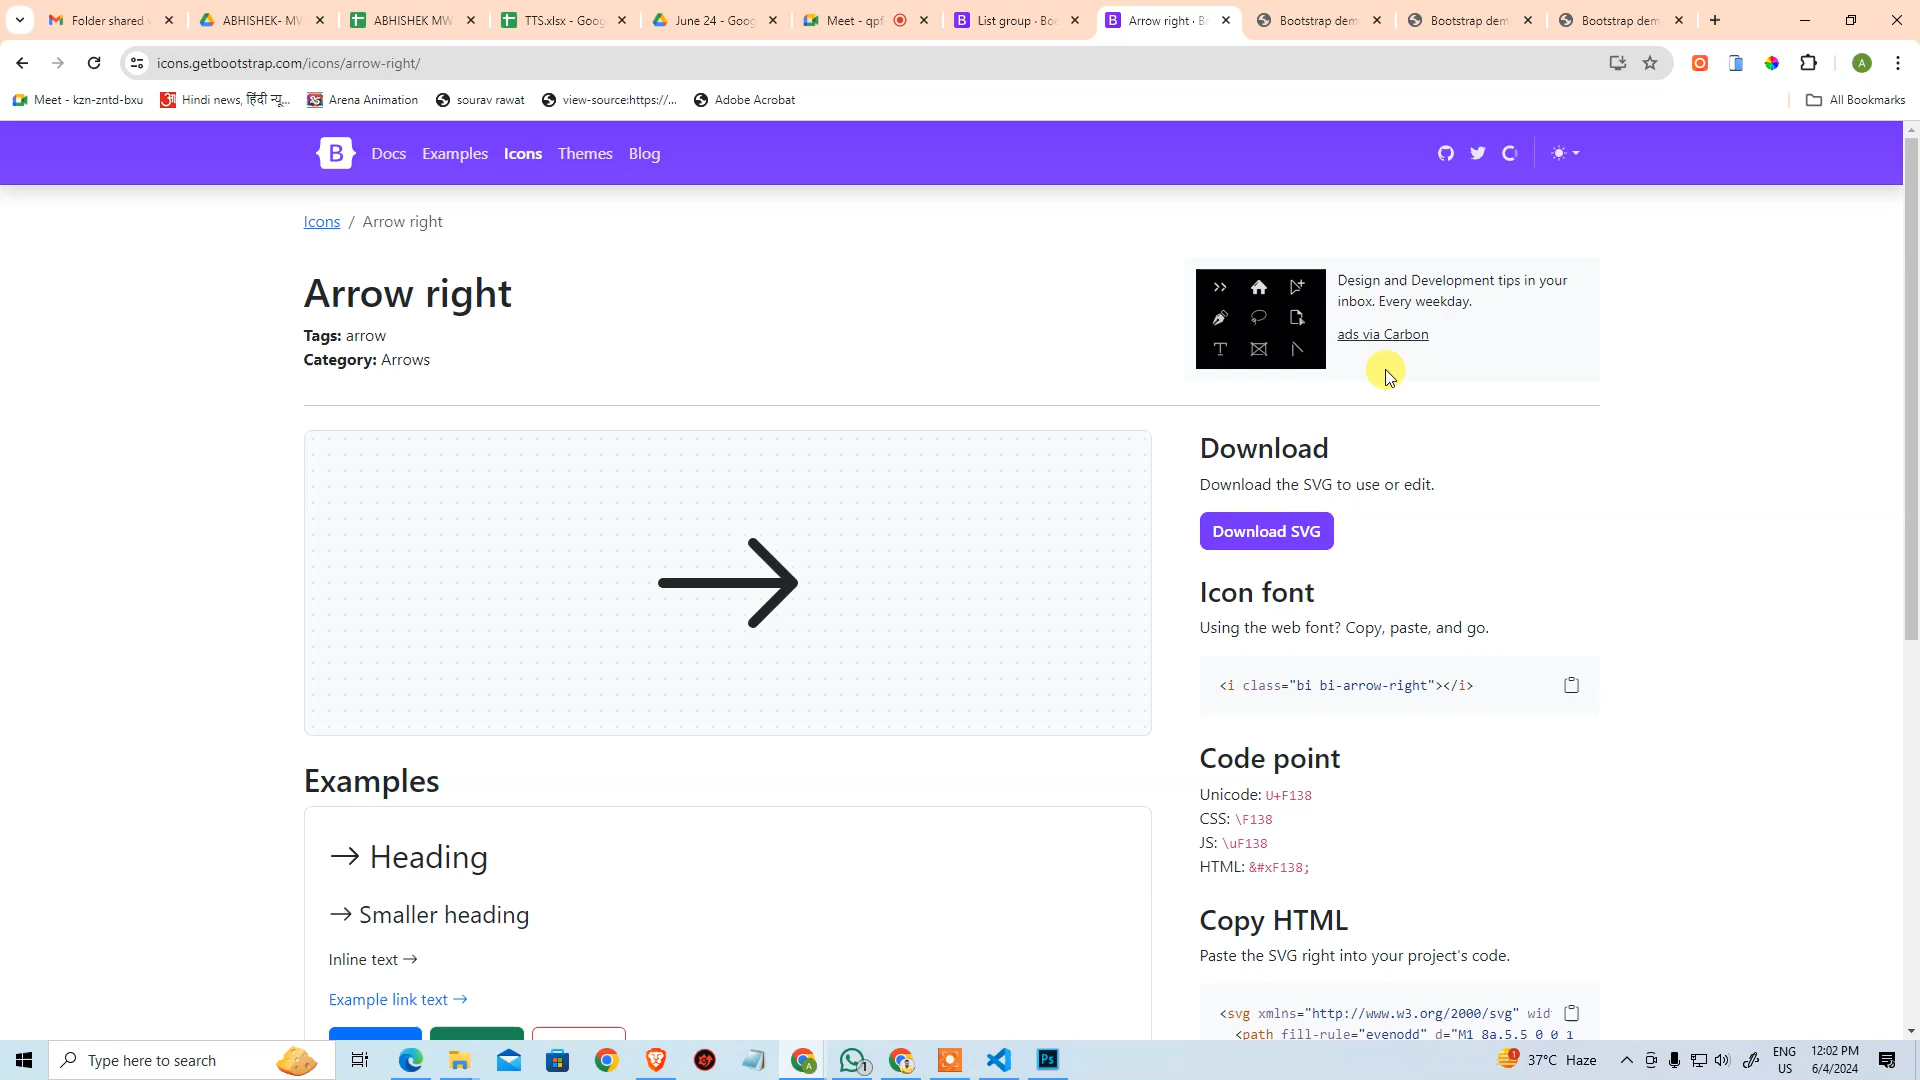 Folder shared
ABHISHEK- MW
ABHISHEK MW
TTS.xlsx - Goog
June 24 - Goog
Meet - qpf
List group · Boo
Arrow right · B
Bootstrap dem
Bootstrap dem
Bootstrap dem
icons.getbootstrap.com/icons/arrow-right/
A
Meet - kzn-zntd-bxu
Hindi news, हिंदी न्यू...
Arena Animation
sourav rawat
view-source:https://...
Adobe Acrobat
All Bookmarks
B
Docs
Examples
Icons
Themes
Blog
Icons / Arrow right
Arrow right
Tags: arrow
Category: Arrows
Design and Development tips in your
inbox. Every weekday.
ads via Carbon
Download
Download the SVG to use or edit.
Download SVG
Icon font
Using the web font? Copy, paste, and go.
<i class="bi bi-arrow-right"></i>
Code point
Unicode: U+F138
CSS: \F138
JS: \uF138
HTML: &#xF138;
Copy HTML
Paste the SVG right into your project's code.
<svg xmlns="http://www.w3.org/2000/svg" widt
<path fill-rule="evenodd" d="M1 8a.5.5 0 0 1
Examples
→ Heading
→ Smaller heading
Inline text →
Example link text →
Type here to search
1
Ps
1
37°C Haze
ENG
US
12:02 PM
6/4/2024